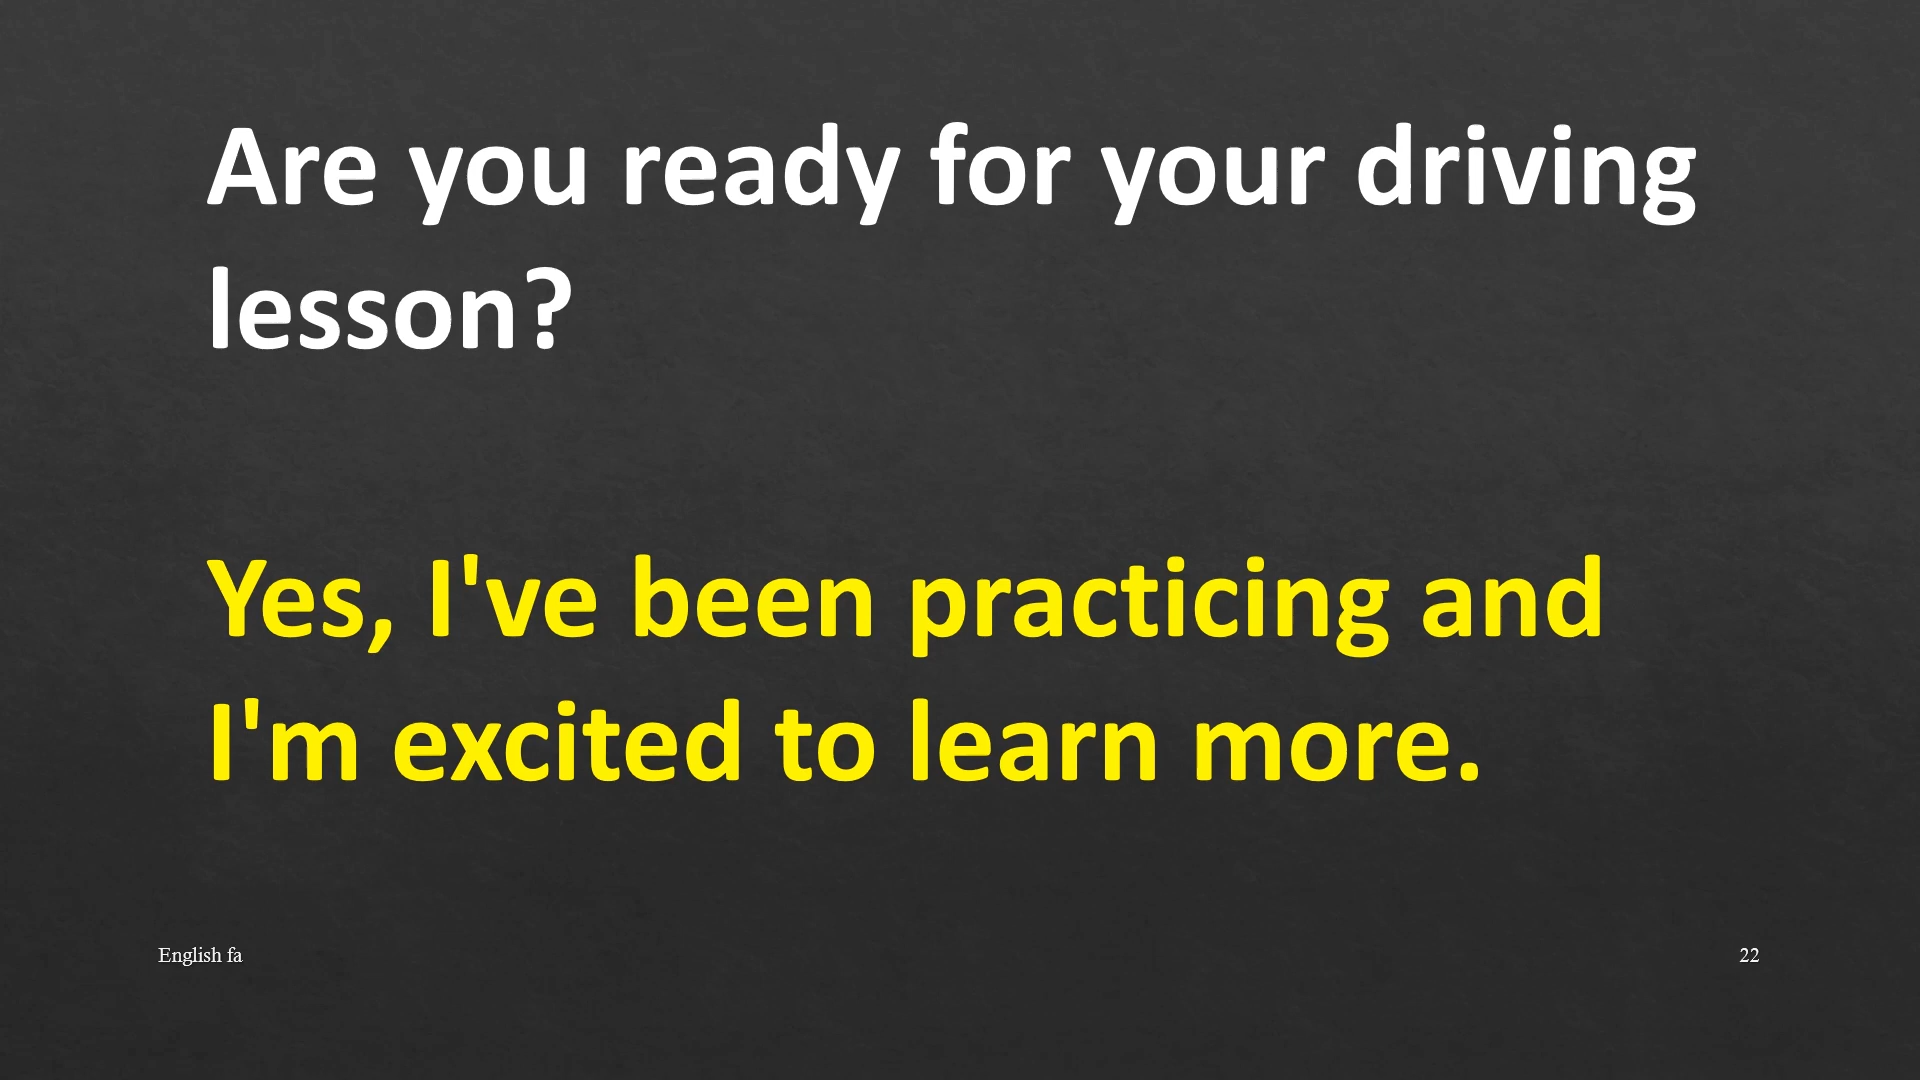 Are you ready for your driving
lesson?
Yes, I've been practicing and
I'm excited to learn more.
English fa
22